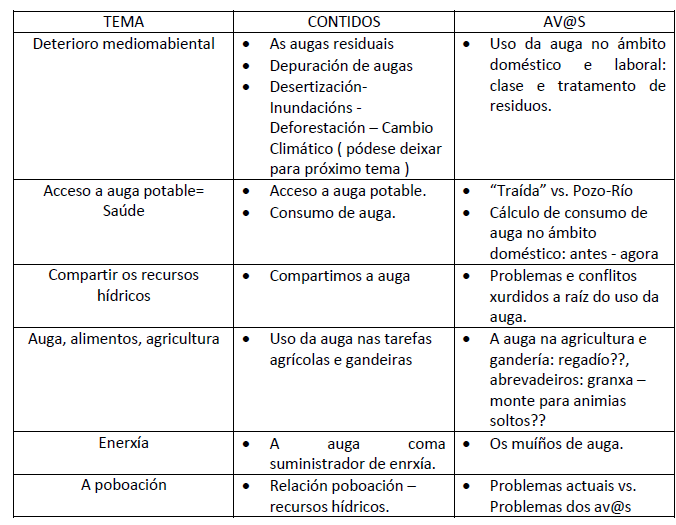 TEMA
CONTIDOS
AV@S
Deterioro mediomabiental
• As augas residuais
• Depuración de augas
• Desertización-
Inundacións -
Deforestación – Cambio
Climático ( pódese deixar
para próximo tema )
• Uso da auga no ámbito
doméstico e laboral:
clase e tratamento de
residuos.
Acceso a auga potable=
Saúde
• Acceso a auga potable.
• Consumo de auga.
• “Traída” vs. Pozo-Río
• Cálculo de consumo de
auga no ámbito
doméstico: antes - agora
Compartir os recursos
hídricos
• Compartimos a auga
• Problemas e conflitos
xurdidos a raíz do uso da
auga.
Auga, alimentos, agricultura
• Uso da auga nas tarefas
agrícolas e gandeiras
• A auga na agricultura e
gandería: regadío??,
abrevadeiros: granxa –
monte para animias
soltos??
Enerxía
• A auga coma
suministrador de enrxía.
• Os muíños de auga.
A poboación
• Relación poboación –
recursos hídricos.
• Problemas actuais vs.
Problemas dos av@s